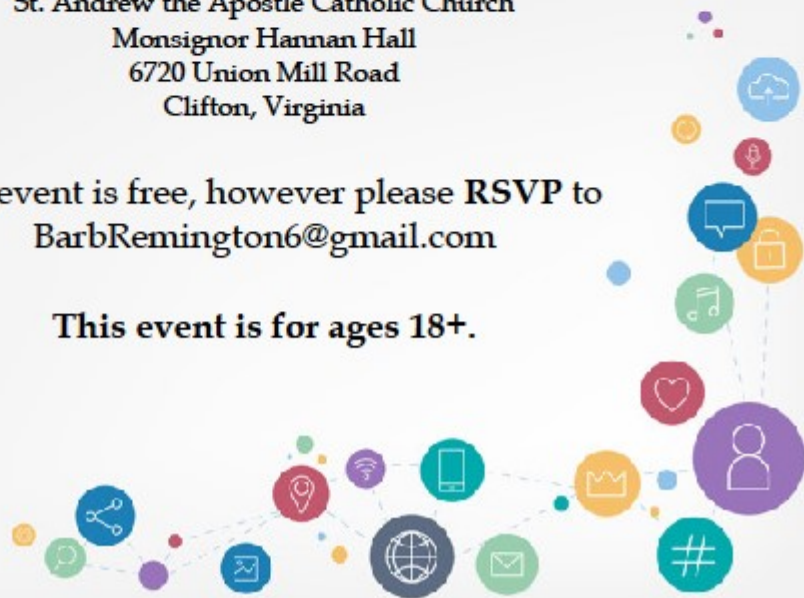 St. Andrew the Apostle Catholic Church
Monsignor Hannan Hall
6720 Union Mill Road
Clifton, Virginia
event is free, however please RSVP to
BarbRemington6@gmail.com
This event is for ages 18+.
#